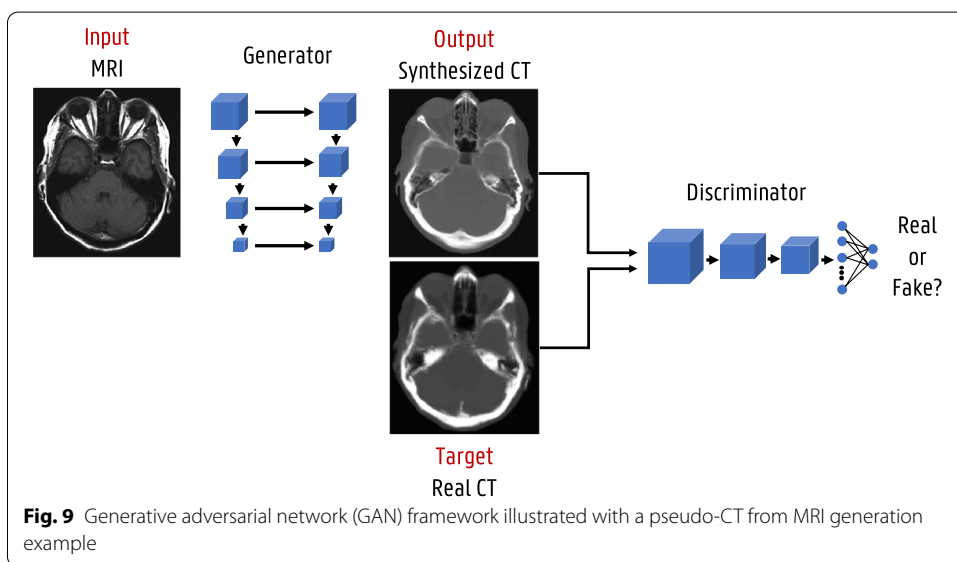 Input
MRI
Generator
Output
Synthesized CT
Discriminator
Real
or
Fake?
Target
Real CT
Fig. 9 Generative adversarial network (GAN) framework illustrated with a pseudo-CT from MRI generation
example